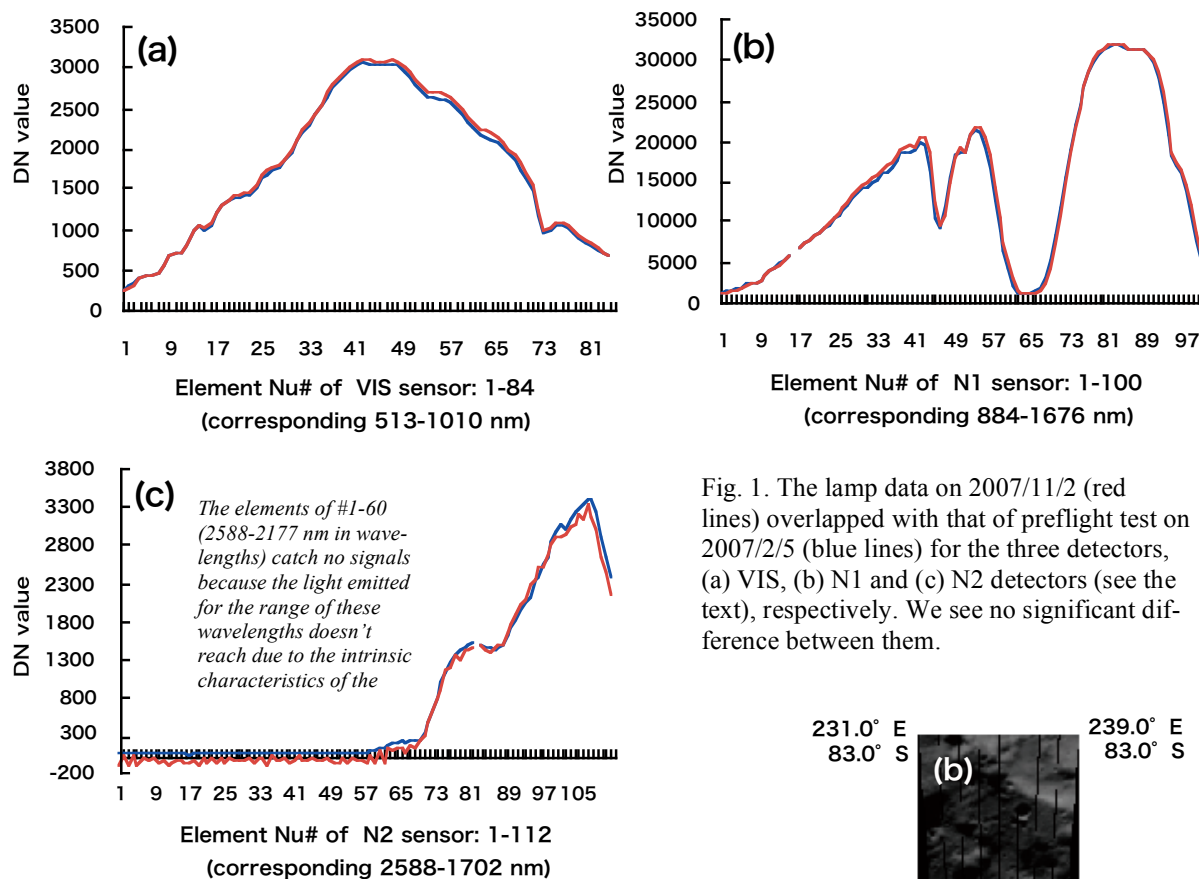 (a)
3500
3000
2500
2000
1500
1000
500
0
DN value
1 9 17 25 33 41 49 57 65 73 81
Element Nu# of VIS sensor: 1-84
(corresponding 513-1010 nm)
(b)
35000
30000
25000
20000
15000
10000
5000
0
DN value
1 9 17 25 33 41 49 57 65 73 81 89 97
Element Nu# of N1 sensor: 1-100
(corresponding 884-1676 nm)
(c)
3800
3300
2800
2300
1800
1300
800
300
-200
DN value
The elements of #1-60
(2588-2177 nm in wave-
lengths) catch no signals
because the light emitted
for the range of these
wavelengths doesn't
reach due to the intrinsic
characteristics of the
1 9 17 25 33 41 49 57 65 73 81 89 97 105
Element Nu# of N2 sensor: 1-112
(corresponding 2588-1702 nm)
Fig. 1. The lamp data on 2007/11/2 (red
lines) overlapped with that of preflight test on
2007/2/5 (blue lines) for the three detectors,
(a) VIS, (b) N1 and (c) N2 detectors (see the
text), respectively. We see no significant dif-
ference between them.
231.0° E
83.0° S
239.0° E
83.0° S
(b)